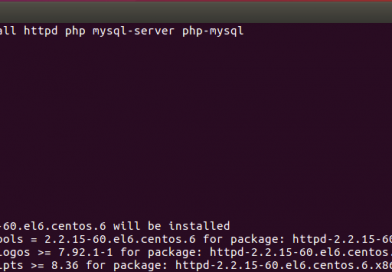 all httpd php mysql-server php-mysql
-60.el6.centos.6 will be installed
ools = 2.2.15-60.el6.centos.6 for package: httpd-2.2.15-60
logos >= 7.92.1-1 for package: httpd-2.2.15-60.el6.centos
ipts >= 8.36 for package: httpd-2.2.15-60.el6.centos.6.x8